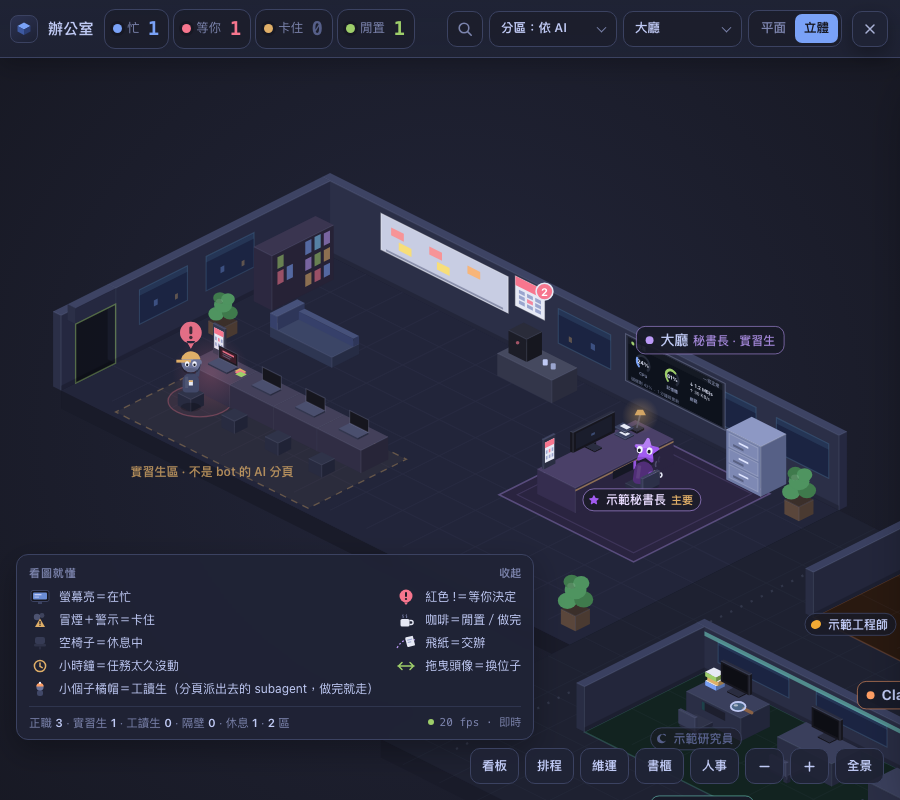 辦公室
忙 1
等你 1
卡住 0
閒置 1
分區：依 AI
大廳
平面
立體
2
大廳 秘書長 · 實習生
實習生區 · 不是 bot 的 AI 分頁
示範秘書長 主要
看圖就懂
收起
螢幕亮＝在忙
紅色 !＝等你決定
冒煙＋警示＝卡住
咖啡＝閒置 / 做完
空椅子＝休息中
飛紙＝交辦
小時鐘＝任務太久沒動
拖曳頭像＝換位子
小個子橘帽＝工讀生（分頁派出去的 subagent，做完就走）
正職 3 · 實習生 1 · 工讀生 0 · 隔壁 0 · 休息 1 · 2 區
20 fps · 即時
示範工程師
Cla
示範研究員
看板
排程
維運
書櫃
人事
−
+
全景